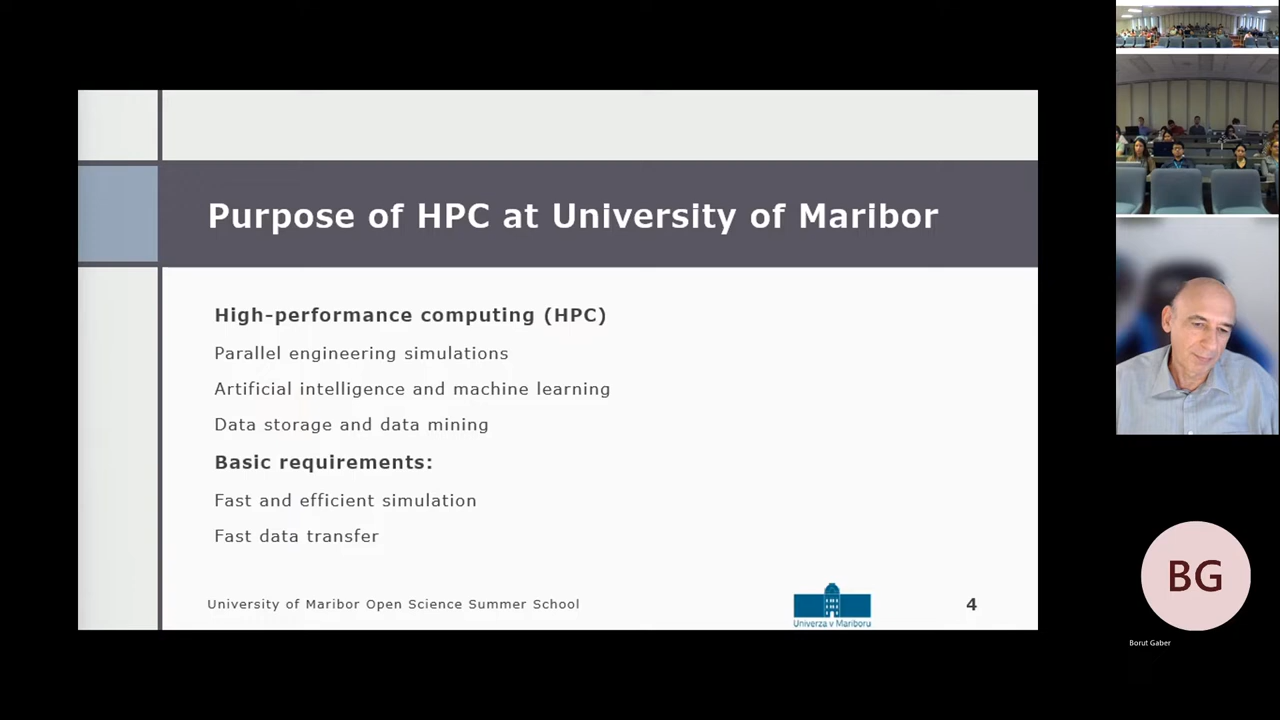 Purpose of HPC at University of Maribor
High-performance computing (HPC)
Parallel engineering simulations
Artificial intelligence and machine learning
Data storage and data mining
Basic requirements:
Fast and efficient simulation
Fast data transfer
University of Maribor Open Science Summer School
Univerza v Mariboru
4
BG
Borut Gaber